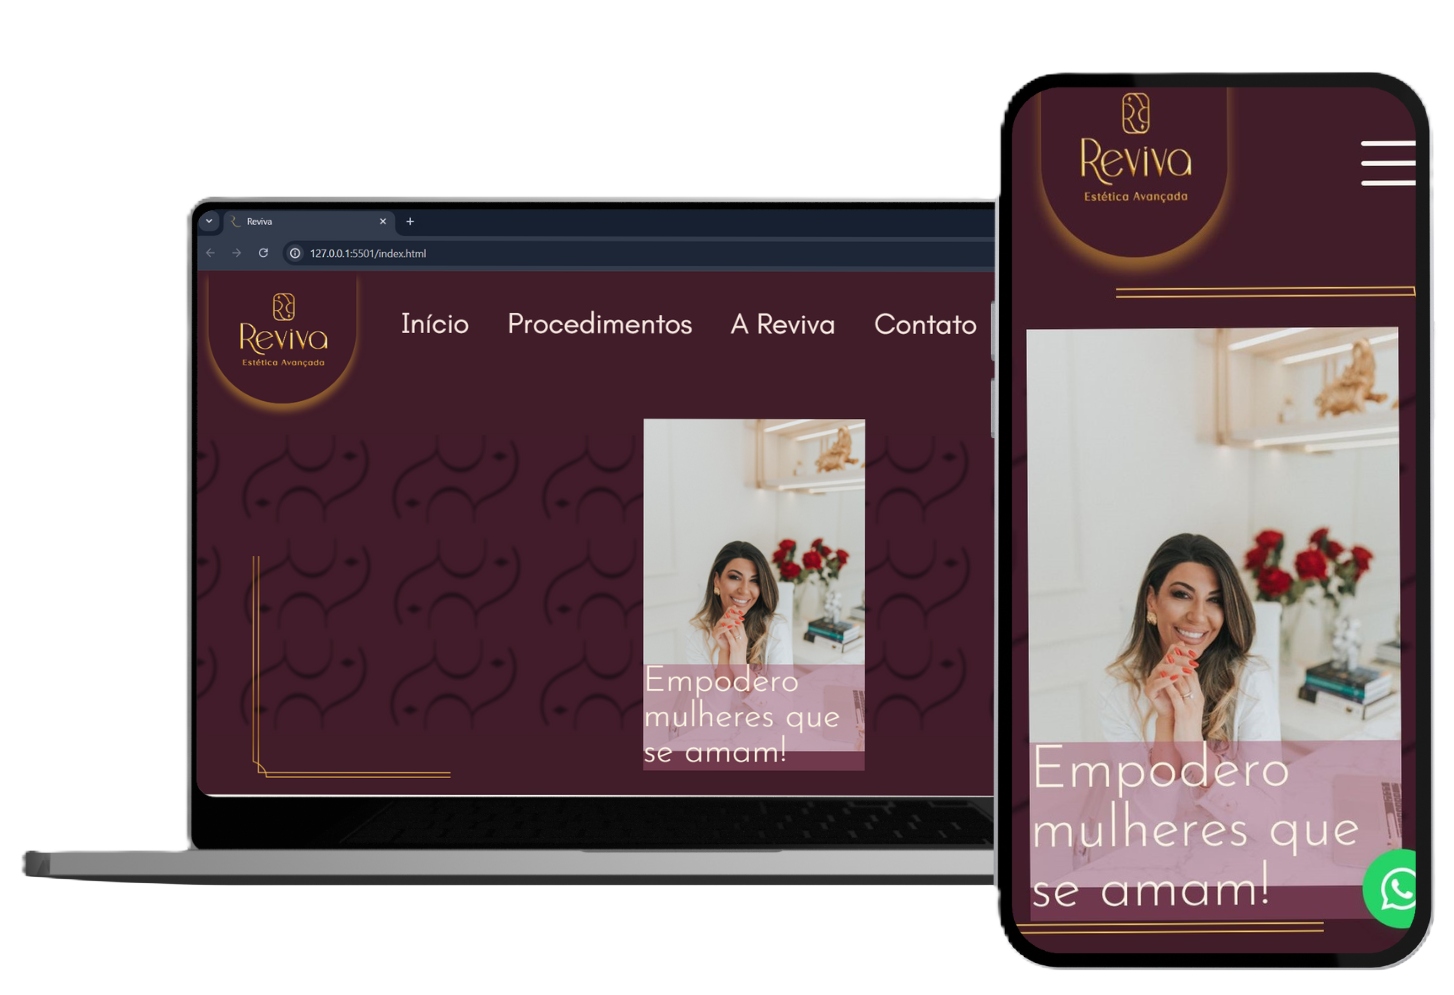 Reviva
127.0.0.1:5501/index.html
Reviva
Estética Avançada
Início Procedimentos A Reviva Contato
Empodero
mulheres que
se amam!
Reviva
Estética Avançada
Empodero
mulheres que
se amam!